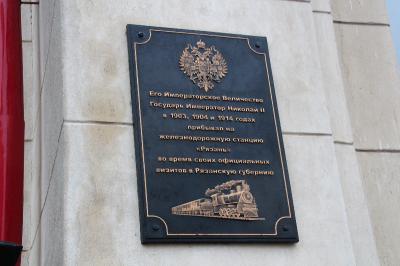 Его Императорское Величество
Государь Император Николай II
в 1903, 1904 и 1914 годах
прибывал на
железнодорожную станцию
«Рязань»
во время своих официальных
визитов в Рязанскую губернию